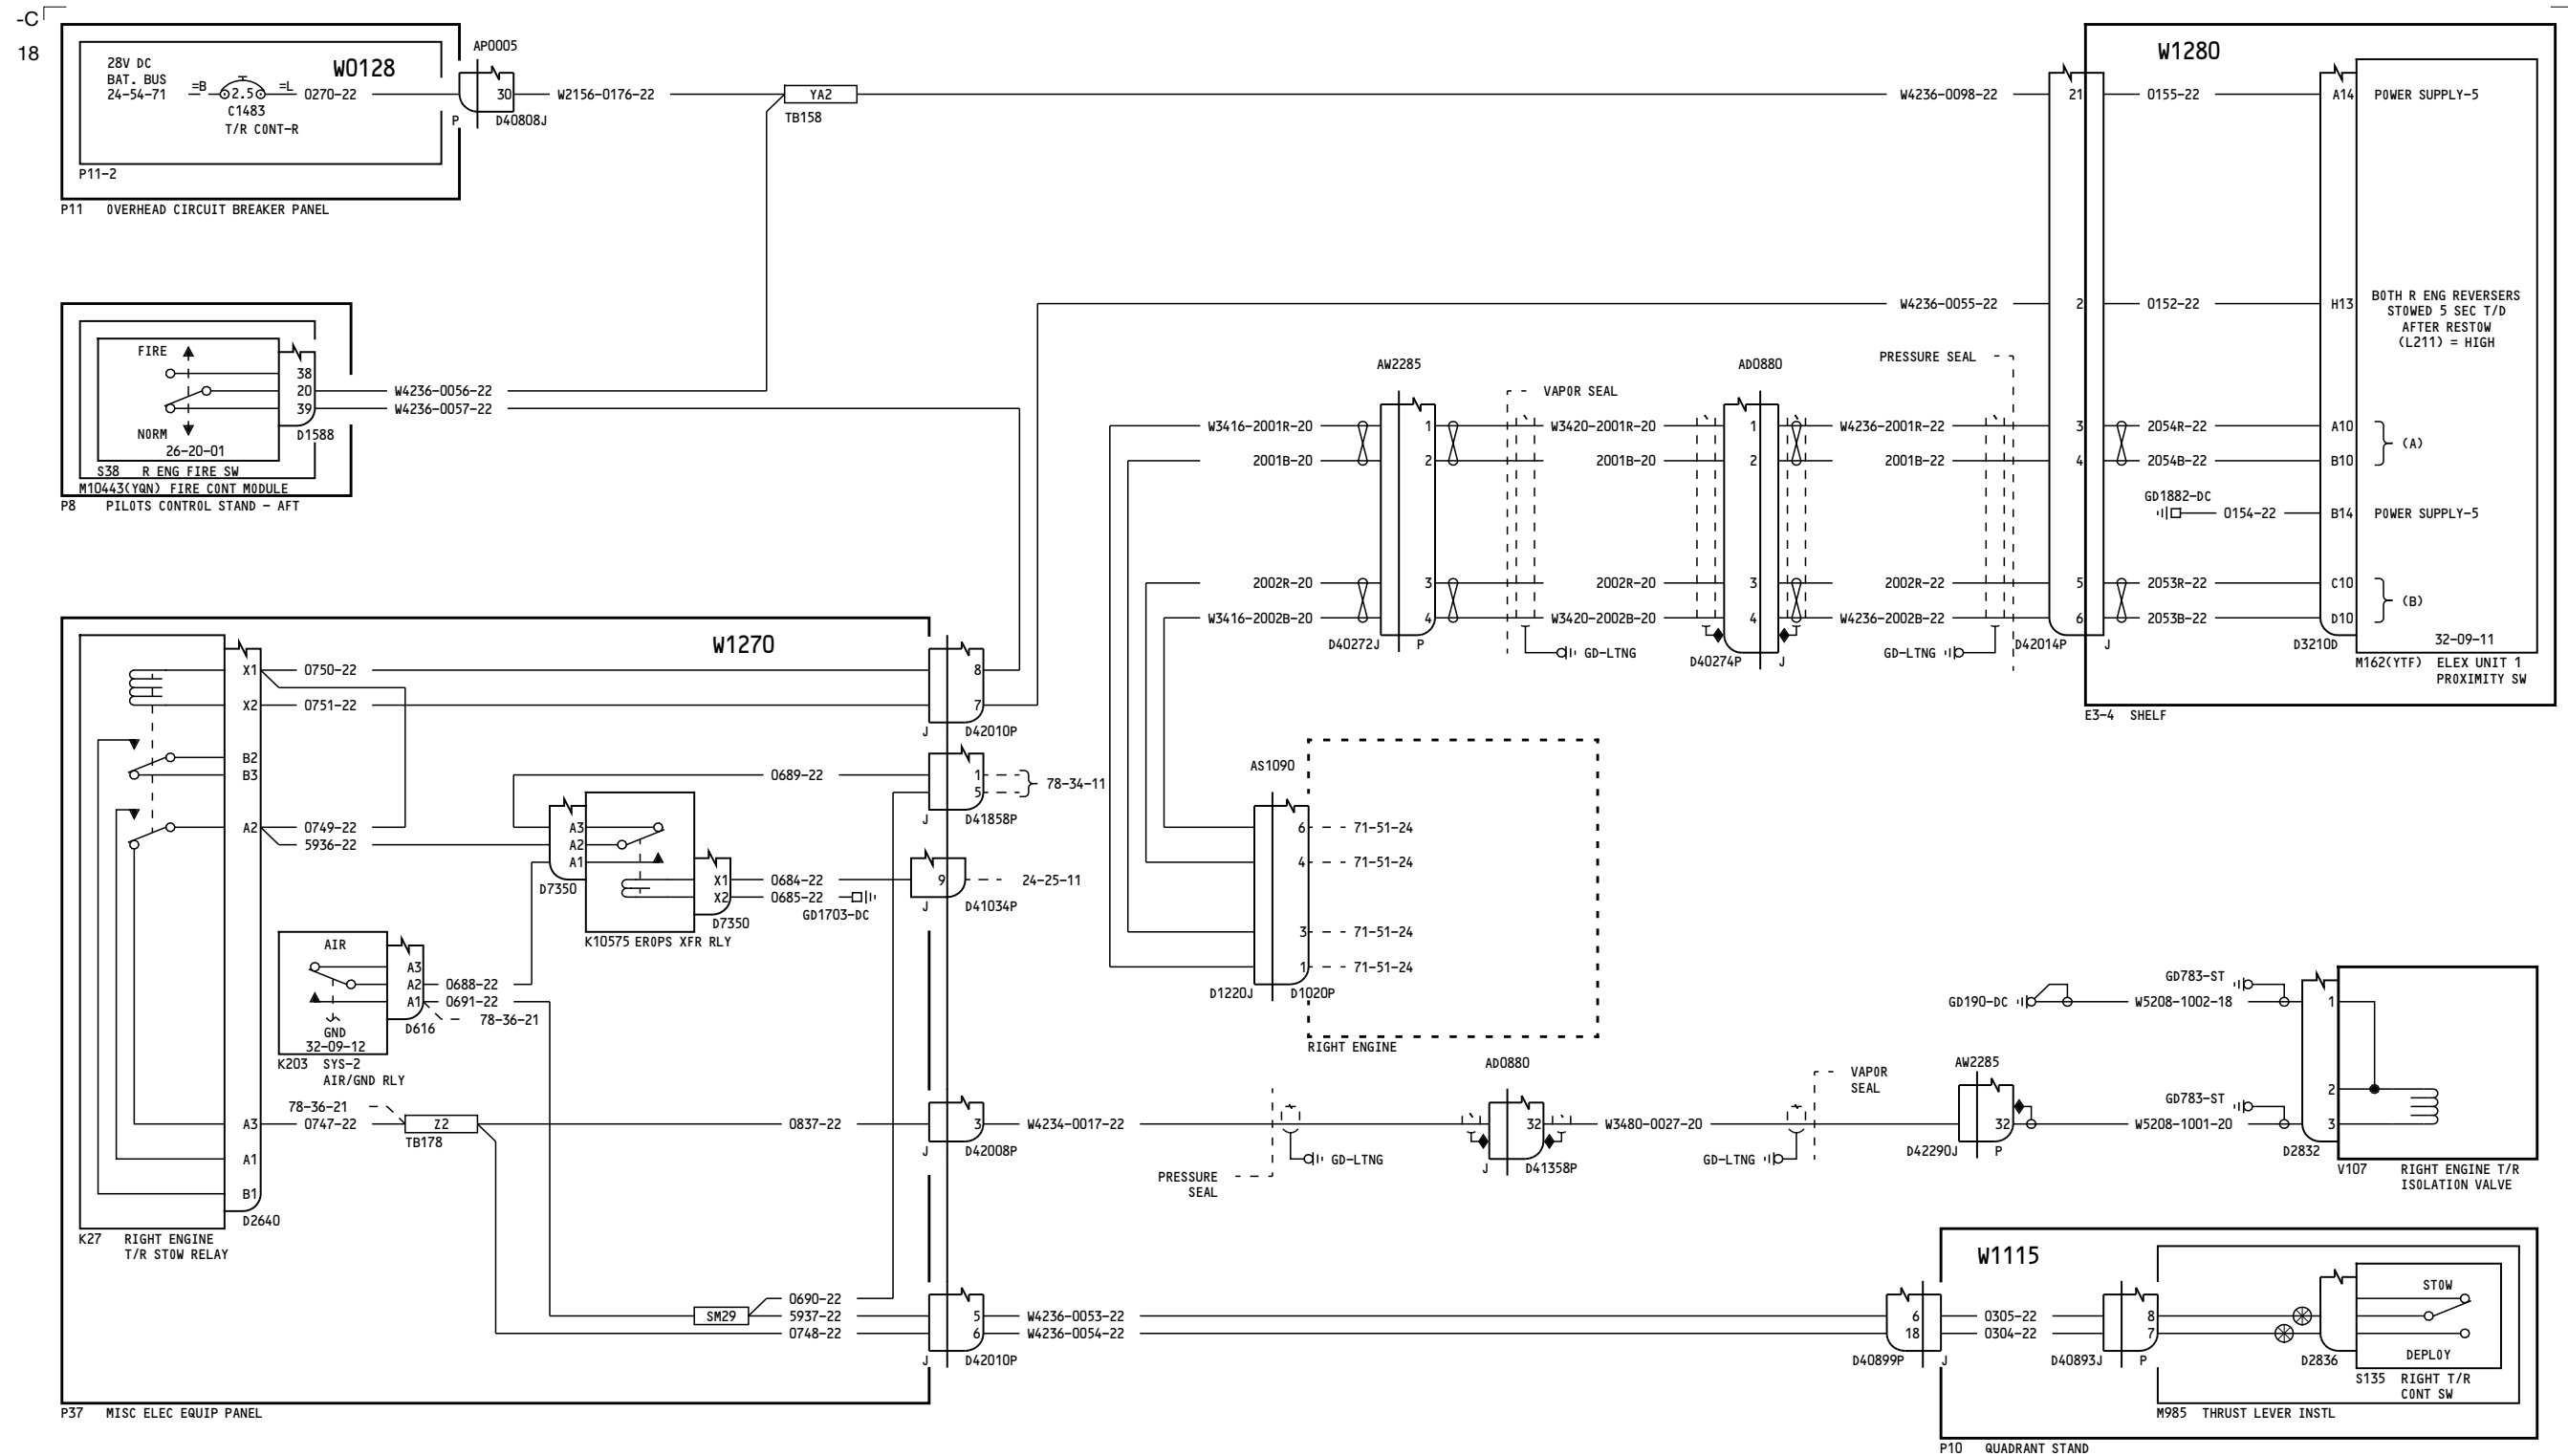 -C
18
28V DC
BAT. BUS
24-54-71
=B
2.5
=L
C1483
T/R CONT-R
W0128
0270-22
P11-2
P11 OVERHEAD CIRCUIT BREAKER PANEL
AP0005
30
P
D40808J
W2156-0176-22
YA2
TB158
W4236-0098-22
21
W1280
0155-22
A14
POWER SUPPLY-5
W4236-0055-22
2
0152-22
H13
BOTH R ENG REVERSERS
STOWED 5 SEC T/D
AFTER RESTOW
(L211) = HIGH
FIRE
NORM
26-20-01
38
20
39
D1588
S38 R ENG FIRE SW
M10443(YQN) FIRE CONT MODULE
P8 PILOTS CONTROL STAND - AFT
W4236-0056-22
W4236-0057-22
AW2285
VAPOR SEAL
AD0880
PRESSURE SEAL
W3416-2001R-20
1
W3420-2001R-20
1
W4236-2001R-22
3
2054R-22
A10
(A)
2001B-20
2
2001B-20
2
2001B-22
4
2054B-22
B10
GD1882-DC
0154-22
B14
POWER SUPPLY-5
2002R-20
3
2002R-20
3
2002R-22
5
2053R-22
C10
(B)
W3416-2002B-20
4
W3420-2002B-20
4
W4236-2002B-22
6
2053B-22
D10
D40272J
P
GD-LTNG
D40274P
J
GD-LTNG
D42014P
J
D3210D
32-09-11
M162(YTF) ELEX UNIT 1
PROXIMITY SW
E3-4 SHELF
W1270
X1
0750-22
8
X2
0751-22
7
J
D42010P
B2
B3
0689-22
1
5
78-34-11
J
D41858P
A2
0749-22
5936-22
A3
A2
A1
D7350
X1
X2
D7350
0684-22
0685-22
GD1703-DC
K10575 EROPS XFR RLY
9
24-25-11
J
D41034P
AIR
GND
32-09-12
A3
A2
A1
0688-22
0691-22
78-36-21
D616
K203 SYS-2
AIR/GND RLY
78-36-21
A3
0747-22
Z2
TB178
0837-22
3
W4234-0017-22
J
D42008P
A1
B1
D2640
K27 RIGHT ENGINE
T/R STOW RELAY
SM29
0690-22
5937-22
0748-22
5
6
J
D42010P
W4236-0053-22
W4236-0054-22
P37 MISC ELEC EQUIP PANEL
AS1090
6
71-51-24
4
71-51-24
3
71-51-24
1
71-51-24
D1220J
D1020P
RIGHT ENGINE
PRESSURE
SEAL
GD-LTNG
AD0880
32
J
D41358P
W3480-0027-20
GD-LTNG
VAPOR
SEAL
AW2285
32
D42290J
P
GD190-DC
W5208-1002-18
GD783-ST
1
2
GD783-ST
W5208-1001-20
3
D2832
V107 RIGHT ENGINE T/R
ISOLATION VALVE
W1115
6
18
D40899P
J
0305-22
0304-22
8
7
D40893J
P
D2836
STOW
DEPLOY
S135 RIGHT T/R
CONT SW
M985 THRUST LEVER INSTL
P10 QUADRANT STAND